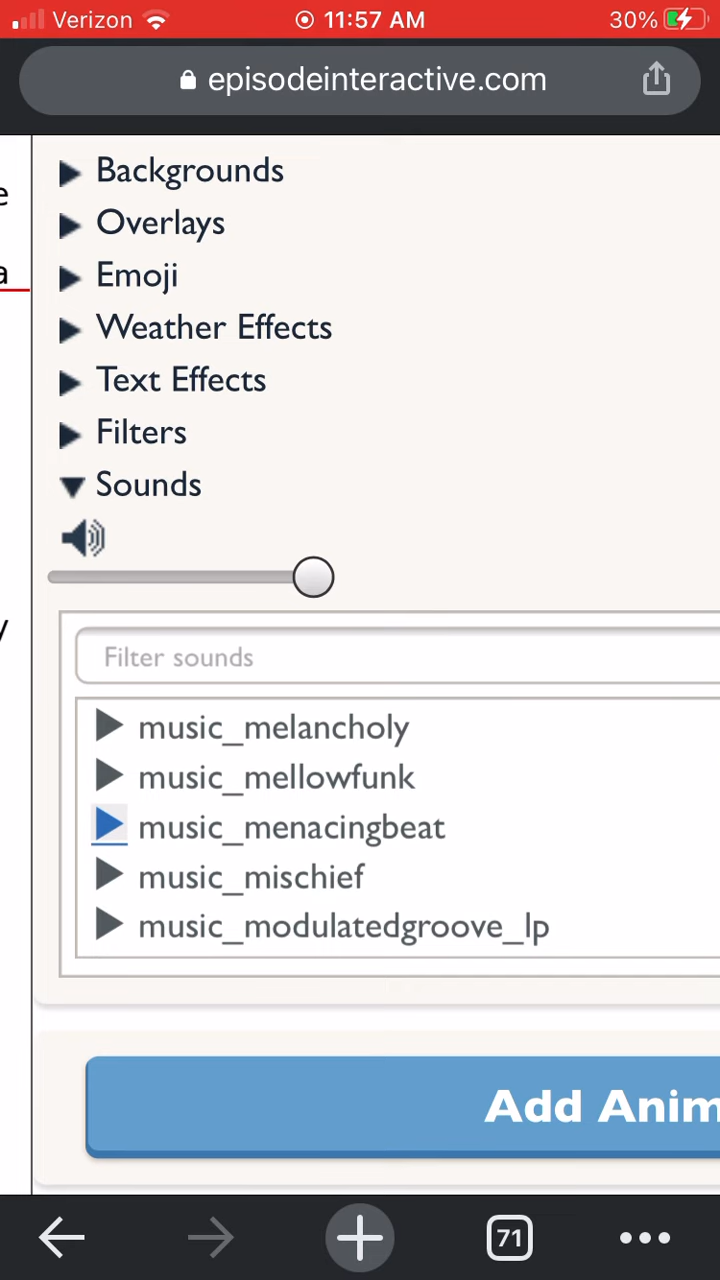 Verizon 11:57 AM 30%
episodeinteractive.com
e
a
y
Backgrounds
Overlays
Emoji
Weather Effects
Text Effects
Filters
Sounds
Filter sounds
music_melancholy
music_mellowfunk
music_menacingbeat
music_mischief
music_modulatedgroove_lp
Add Anim
71